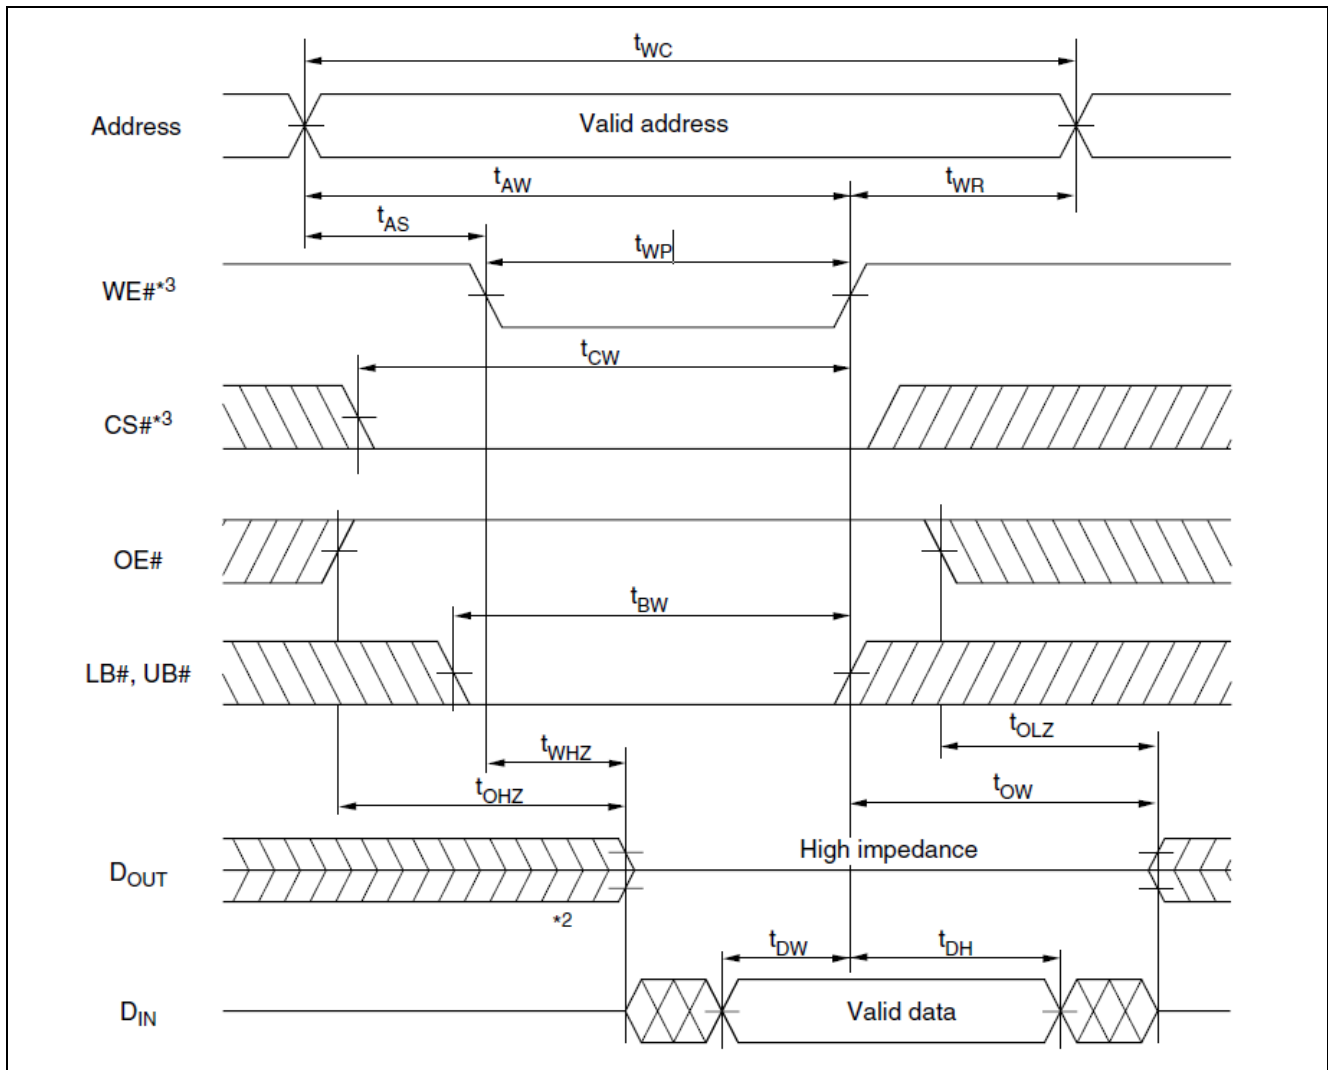 tWC
Address
Valid address
tAW
tWR
tAS
tWP
WE#*3
tCW
CS#*3
OE#
tBW
LB#, UB#
tOLZ
tWHZ
tOHZ
tOW
High impedance
DOUT
*2
tDW
tDH
DIN
Valid data